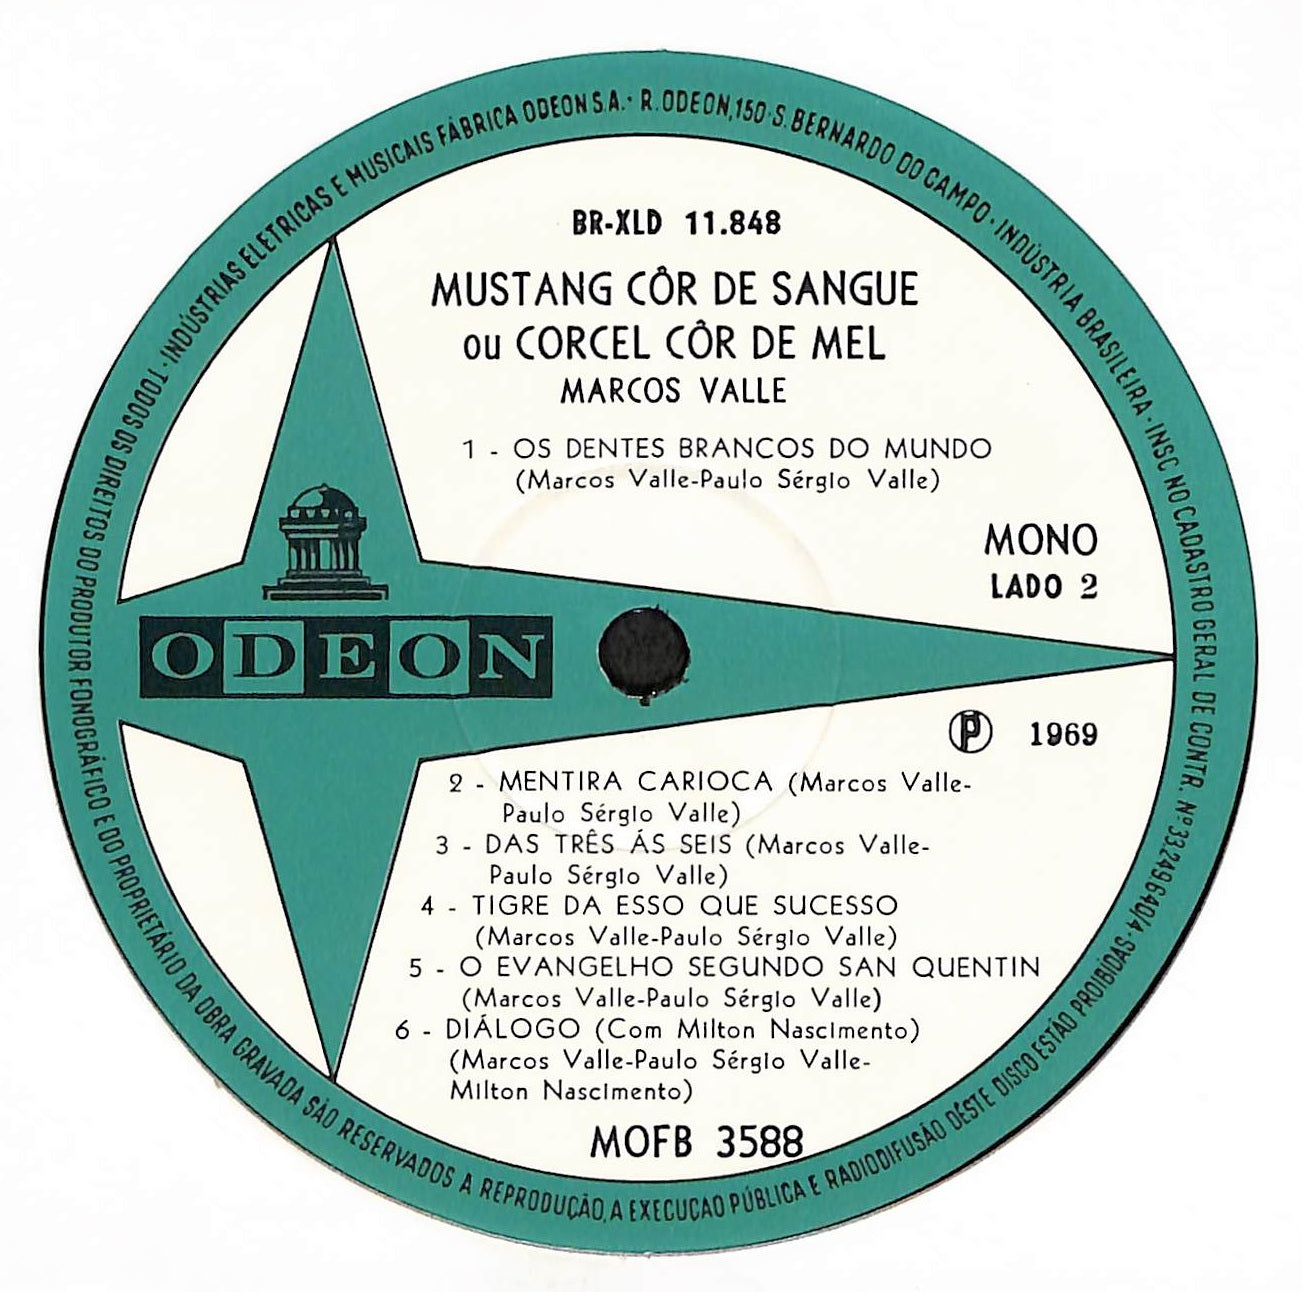 TODOS OS DIREITOS DO PRODUTOR FONOGRÁFICO E DO PROPRIETÁRIO DA OBRA GRAVADA SÃO RESERVADOS A REPRODUÇÃO, A EXECUÇAO PÚBLICA E RADIODIFUSÃO DÊSTE DISCO ESTÃO PROIBIDAS · INDÚSTRIAS ELETRICAS E MUSICAIS FÁBRICA ODEON S.A. · R. ODEON, 150 · S. BERNARDO DO CAMPO · INDÚSTRIA BRASILEIRA · INSC NO CADASTRO GERAL DE CONTR. Nº 33.249.640/4 ·
BR-XLD 11.848
MUSTANG CÔR DE SANGUE
ou CORCEL CÔR DE MEL
MARCOS VALLE
1 - OS DENTES BRANCOS DO MUNDO
(Marcos Valle-Paulo Sérgio Valle)
MONO
LADO 2
ODEON
Ⓟ 1969
2 - MENTIRA CARIOCA (Marcos Valle-
Paulo Sérgio Valle)
3 - DAS TRÊS ÁS SEIS (Marcos Valle-
Paulo Sérgio Valle)
4 - TIGRE DA ESSO QUE SUCESSO
(Marcos Valle-Paulo Sérgio Valle)
5 - O EVANGELHO SEGUNDO SAN QUENTIN
(Marcos Valle-Paulo Sérgio Valle)
6 - DIÁLOGO (Com Milton Nascimento)
(Marcos Valle-Paulo Sérgio Valle-
Milton Nascimento)
MOFB 3588